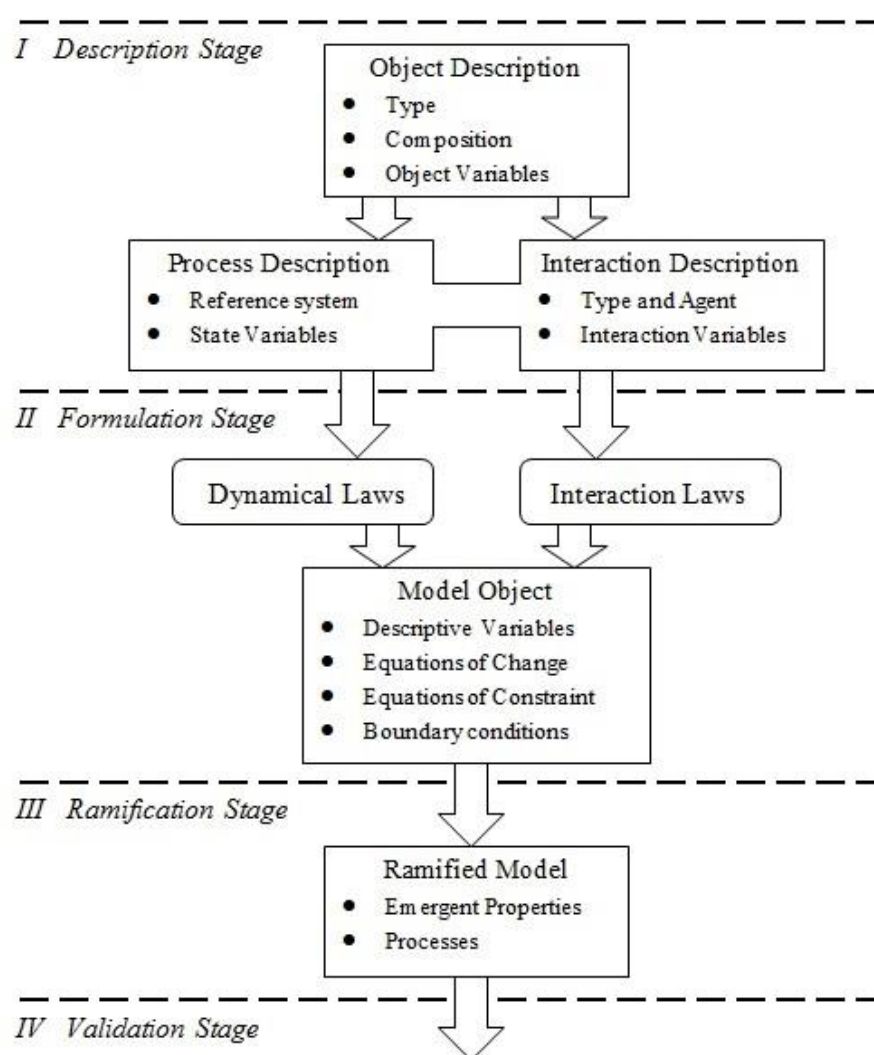 I Description Stage
Object Description
● Type
● Composition
● Object Variables
Process Description
● Reference system
● State Variables
Interaction Description
● Type and Agent
● Interaction Variables
II Formulation Stage
Dynamical Laws
Interaction Laws
Model Object
● Descriptive Variables
● Equations of Change
● Equations of Constraint
● Boundary conditions
III Ramification Stage
Ramified Model
● Emergent Properties
● Processes
IV Validation Stage